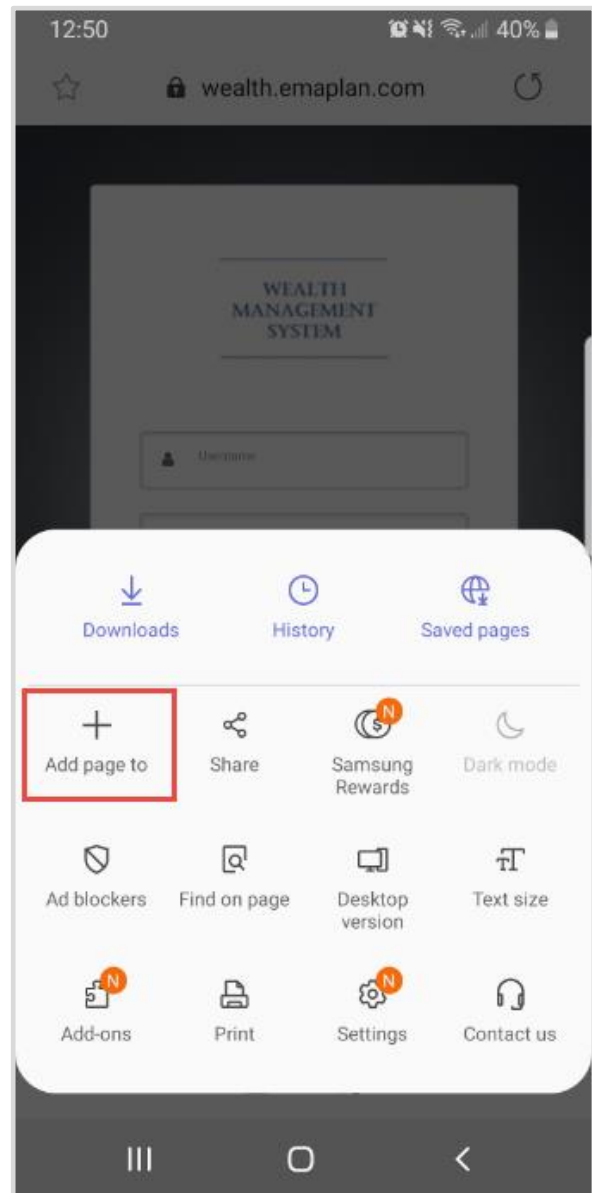 12:50
40%
wealth.emaplan.com
WEALTH
MANAGEMENT
SYSTEM
Username
Downloads
History
Saved pages
Add page to
Share
N
Samsung
Rewards
Dark mode
Ad blockers
Find on page
Desktop
version
Text size
N
Add-ons
Print
N
Settings
Contact us